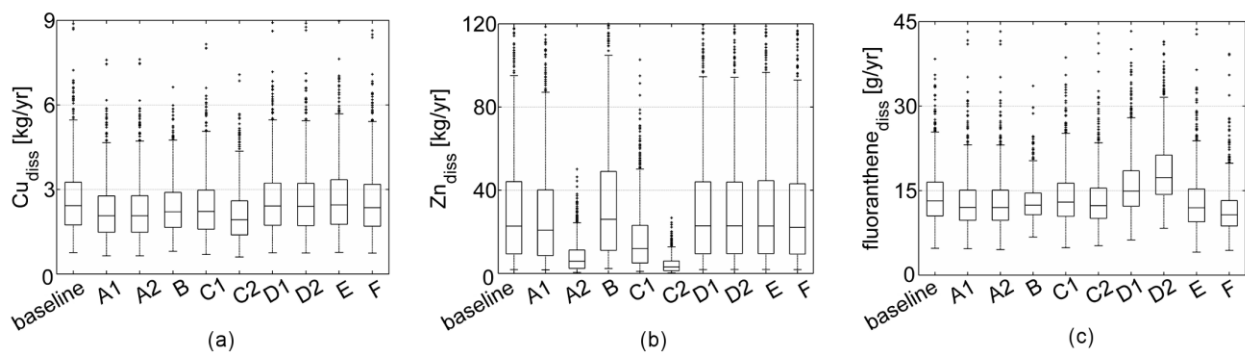 Cu_diss [kg/yr]
9
6
3
0
baseline A1 A2 B C1 C2 D1 D2 E F
(a)
Zn_diss [kg/yr]
120
80
40
0
baseline A1 A2 B C1 C2 D1 D2 E F
(b)
fluoranthene_diss [g/yr]
45
30
15
0
baseline A1 A2 B C1 C2 D1 D2 E F
(c)